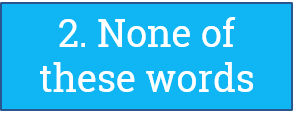 2. None of
these words